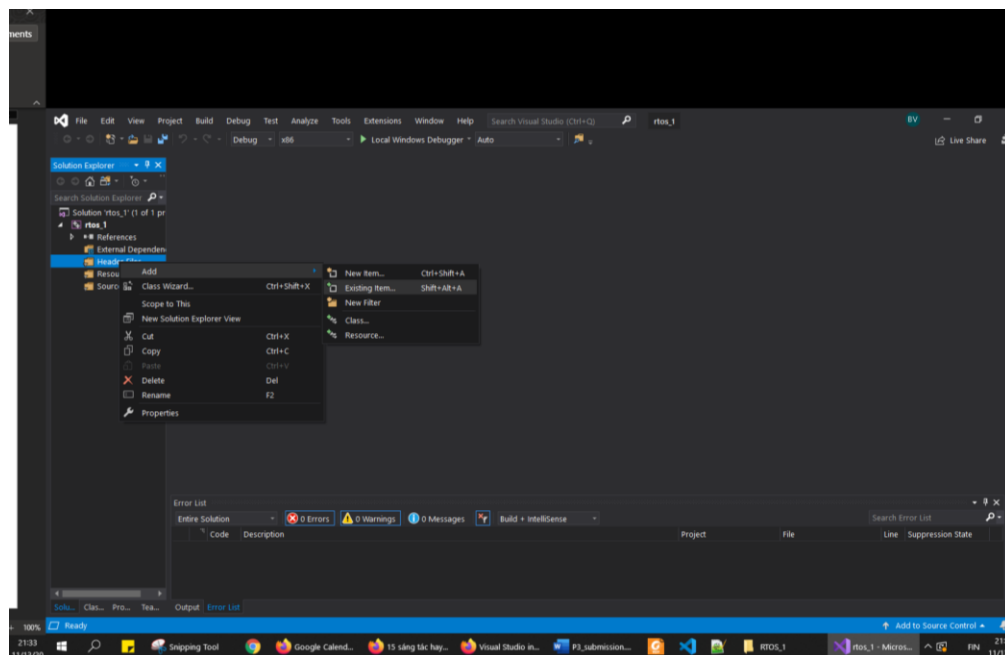 ments
File Edit View Project Build Debug Test Analyze Tools Extensions Window Help Search Visual Studio (Ctrl+Q) rtos_1 BV
Debug x86 Local Windows Debugger Auto Live Share
Solution Explorer
Search Solution Explorer
Solution 'rtos_1' (1 of 1 pr
rtos_1
References
External Dependen
Header Files
Resou
Sourc
Add
Class Wizard... Ctrl+Shift+X
Scope to This
New Solution Explorer View
Cut Ctrl+X
Copy Ctrl+C
Paste Ctrl+V
Delete Del
Rename F2
Properties
New Item... Ctrl+Shift+A
Existing Item... Shift+Alt+A
New Filter
Class...
Resource...
Error List
Entire Solution 0 Errors 0 Warnings 0 Messages Build + IntelliSense Search Error List
Code Description Project File Line Suppression State
Solu... Clas... Pro... Tea... Output Error List
100% Ready Add to Source Control
21:33 Snipping Tool Google Calend... 15 sáng tác hay... Visual Studio in... P3_submission... RTOS_1 rtos_1 - Micros... FIN